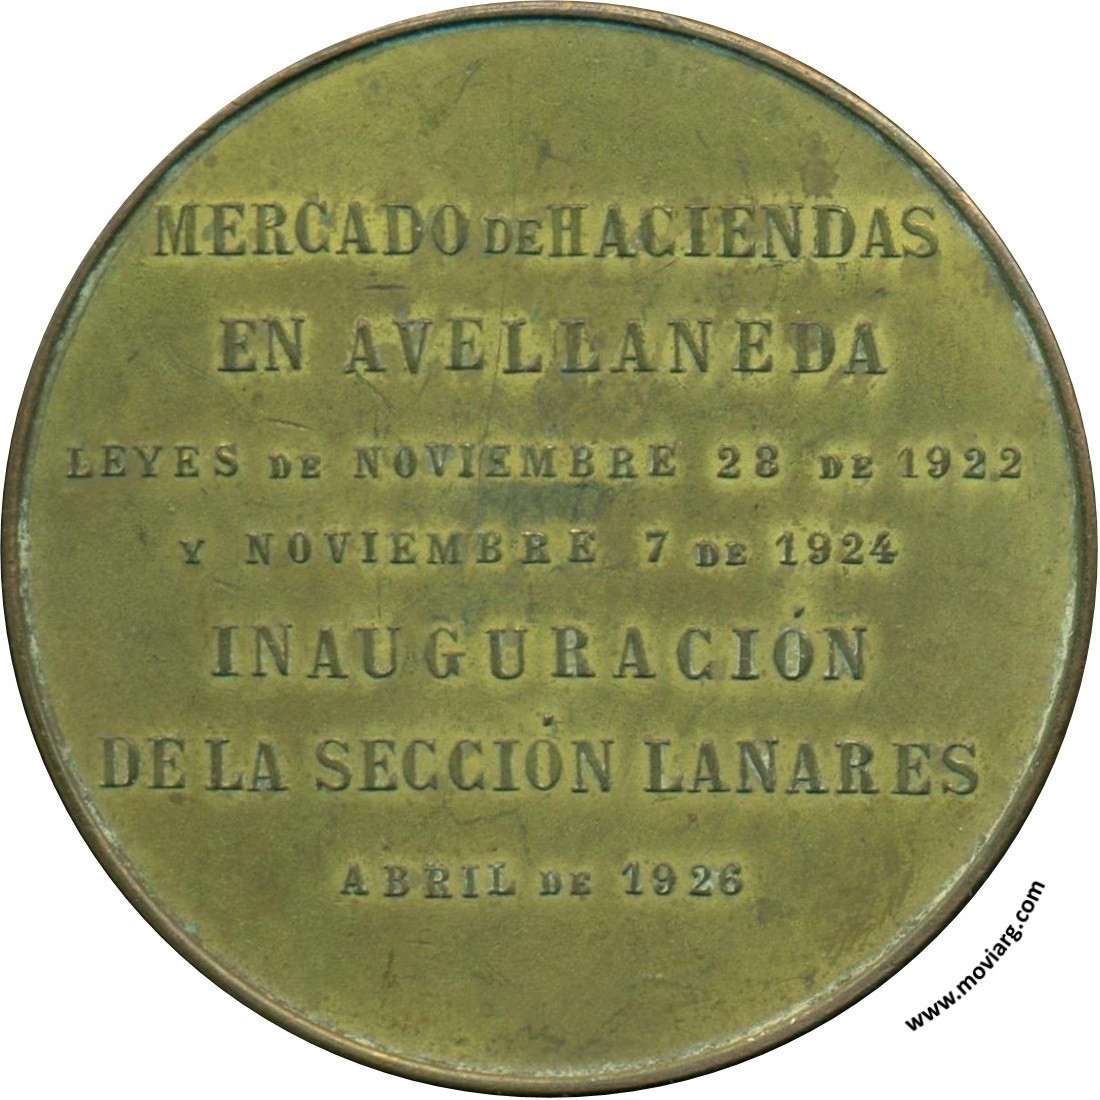 MERCADO DE HACIENDAS
EN AVELLANEDA
LEYES DE NOVIEMBRE 28 DE 1922
Y NOVIEMBRE 7 DE 1924
INAUGURACIÓN
DE LA SECCIÓN LANARES
ABRIL DE 1926
www.moviarg.com